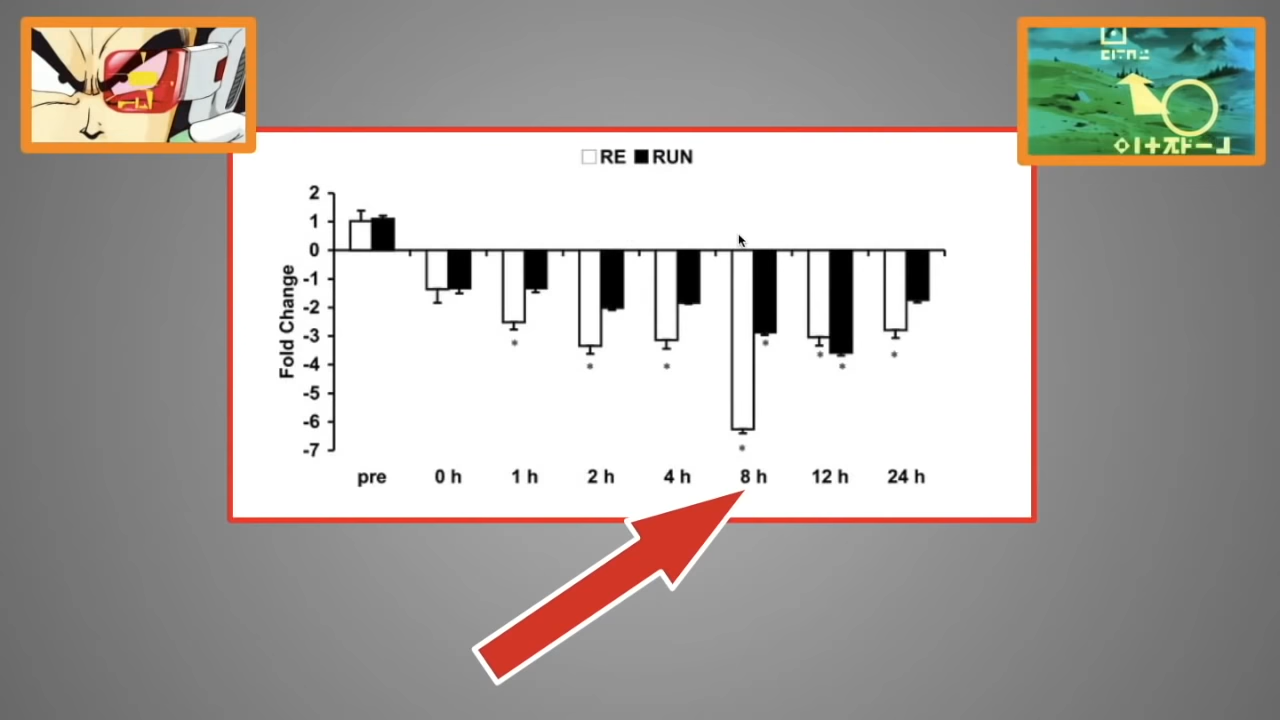 RE RUN
2
1
0
-1
-2
-3
-4
-5
-6
-7
Fold Change
* * * * * * * * *
pre 0 h 1 h 2 h 4 h 8 h 12 h 24 h